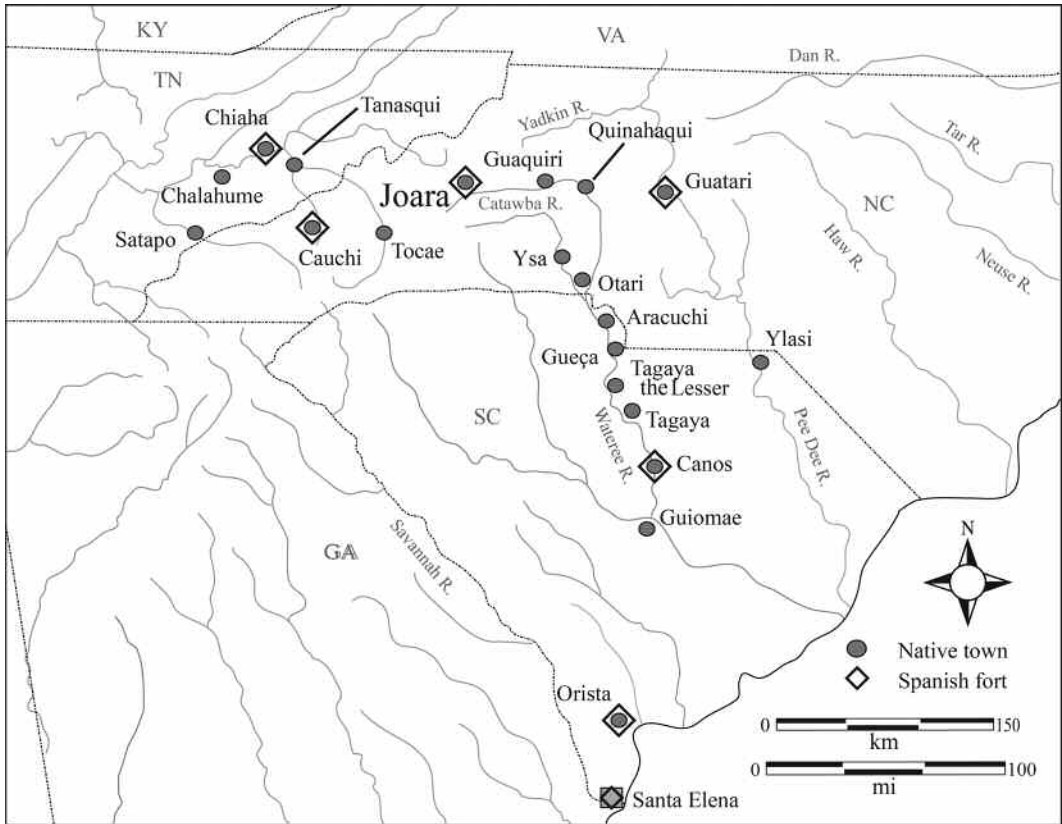 KY
VA
Dan R.
TN
Tanasqui
Chiaha
Yadkin R.
Quinahaqui
Tar R.
Guaquiri
Joara
Guatari
Chalahume
Catawba R.
NC
Satapo
Cauchi
Tocae
Haw R.
Neuse R.
Ysa
Otari
Aracuchi
Ylasi
Gueça
Tagaya
the Lesser
SC
Tagaya
Wateree R.
Pee Dee R.
Canos
Guiomae
Savannah R.
GA
N
Native town
Spanish fort
Orista
0 150
km
0 100
mi
Santa Elena